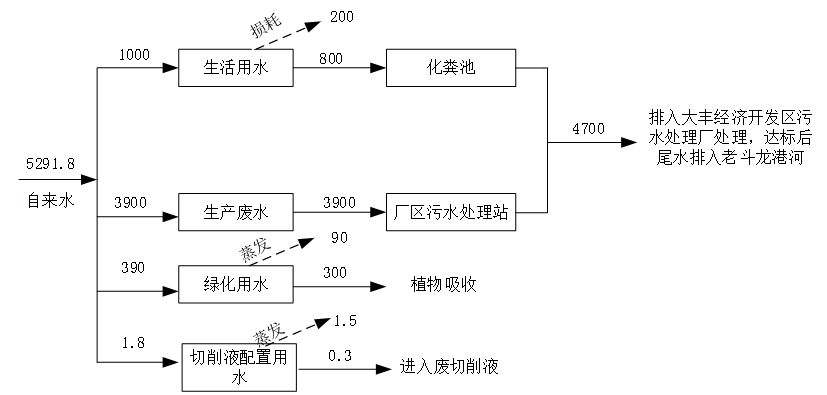 损耗
200
1000
生活用水
800
化粪池
排入大丰经济开发区污
水处理厂处理，达标后
尾水排入老斗龙港河
4700
5291.8
自来水
3900
生产废水
3900
厂区污水处理站
蒸发
90
390
绿化用水
300
植物吸收
蒸发
1.5
1.8
切削液配置用
水
0.3
进入废切削液